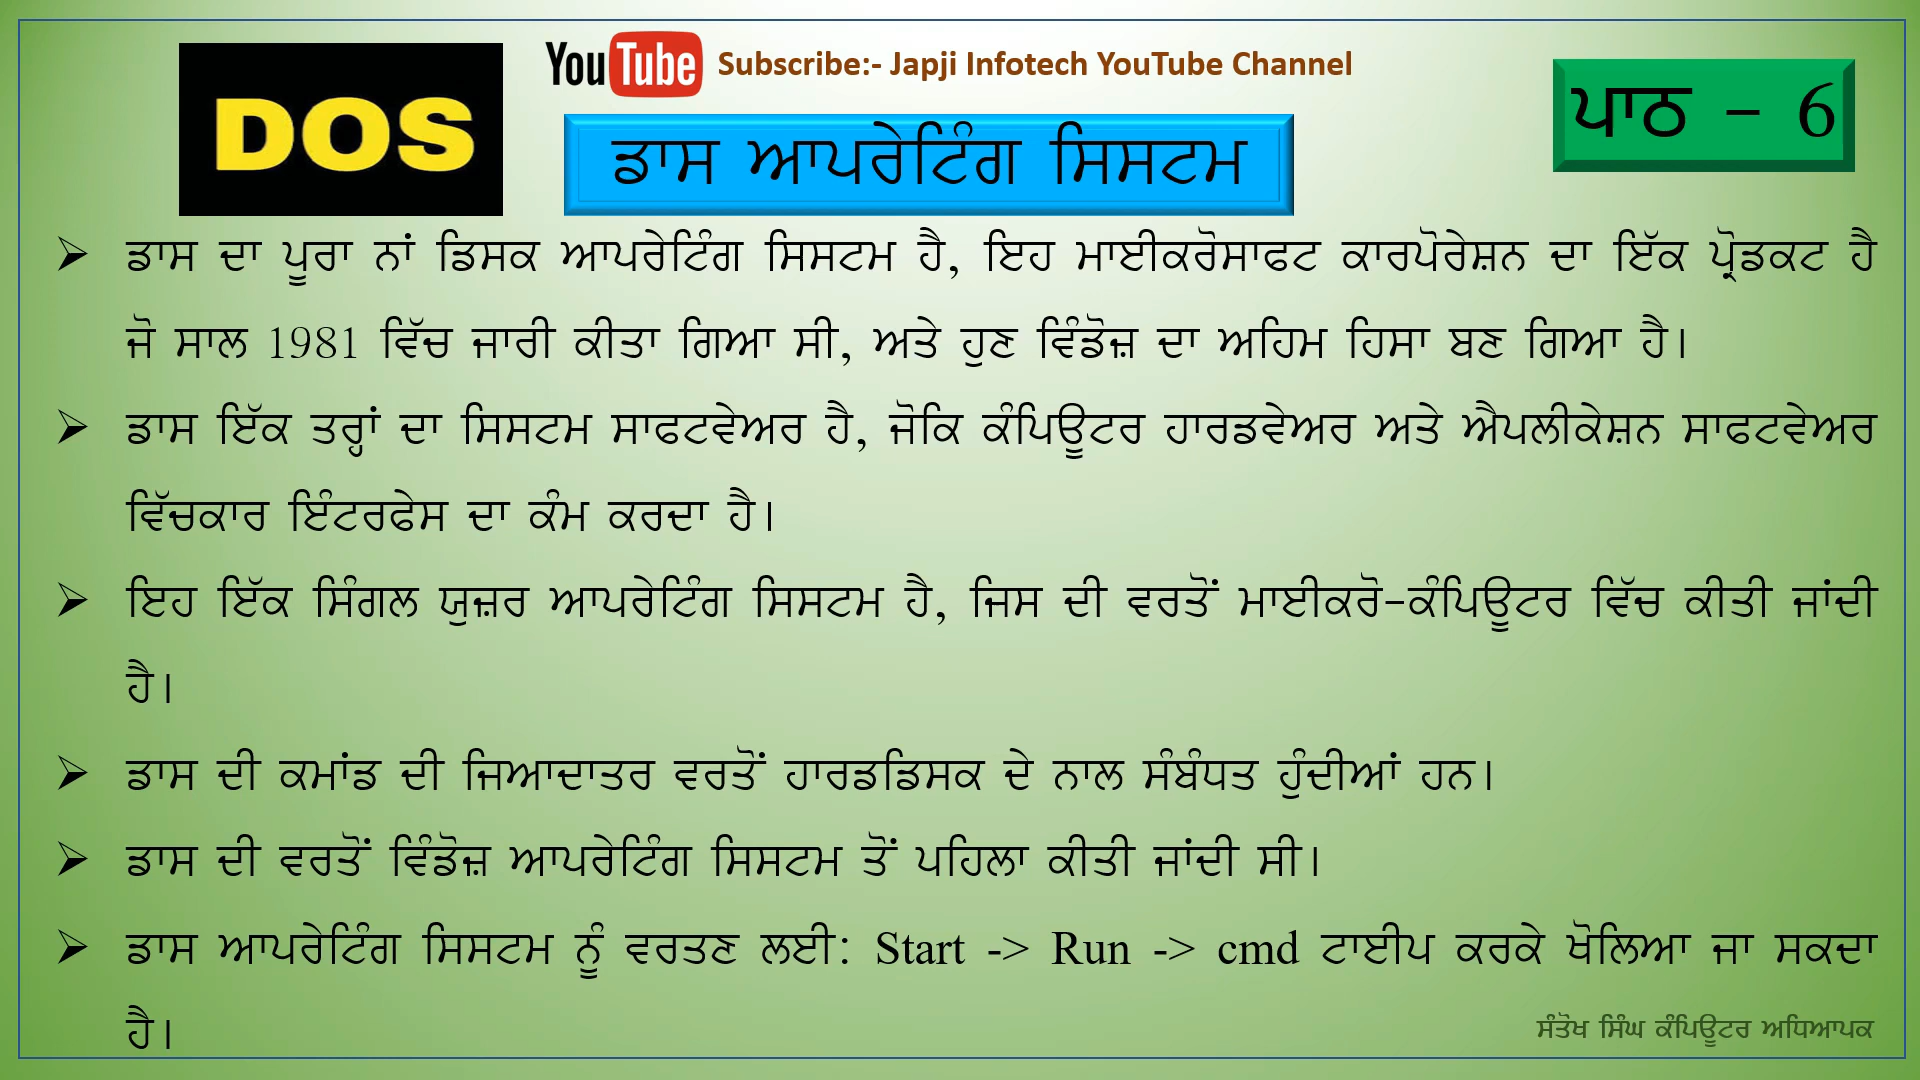 DOS
YouTube Subscribe:- Japji Infotech YouTube Channel
ਪਾਠ - 6
ਡਾਸ ਆਪਰੇਟਿੰਗ ਸਿਸਟਮ
➢ ਡਾਸ ਦਾ ਪੂਰਾ ਨਾਂ ਡਿਸਕ ਆਪਰੇਟਿੰਗ ਸਿਸਟਮ ਹੈ, ਇਹ ਮਾਈਕਰੋਸਾਫਟ ਕਾਰਪੋਰੇਸ਼ਨ ਦਾ ਇੱਕ ਪ੍ਰੋਡਕਟ ਹੈ
ਜੋ ਸਾਲ 1981 ਵਿੱਚ ਜਾਰੀ ਕੀਤਾ ਗਿਆ ਸੀ, ਅਤੇ ਹੁਣ ਵਿੰਡੋਜ਼ ਦਾ ਅਹਿਮ ਹਿਸਾ ਬਣ ਗਿਆ ਹੈ।
➢ ਡਾਸ ਇੱਕ ਤਰ੍ਹਾਂ ਦਾ ਸਿਸਟਮ ਸਾਫਟਵੇਅਰ ਹੈ, ਜੋਕਿ ਕੰਪਿਊਟਰ ਹਾਰਡਵੇਅਰ ਅਤੇ ਐਪਲੀਕੇਸ਼ਨ ਸਾਫਟਵੇਅਰ
ਵਿੱਚਕਾਰ ਇੰਟਰਫੇਸ ਦਾ ਕੰਮ ਕਰਦਾ ਹੈ।
➢ ਇਹ ਇੱਕ ਸਿੰਗਲ ਯੁਜ਼ਰ ਆਪਰੇਟਿੰਗ ਸਿਸਟਮ ਹੈ, ਜਿਸ ਦੀ ਵਰਤੋਂ ਮਾਈਕਰੋ-ਕੰਪਿਊਟਰ ਵਿੱਚ ਕੀਤੀ ਜਾਂਦੀ
ਹੈ।
➢ ਡਾਸ ਦੀ ਕਮਾਂਡ ਦੀ ਜਿਆਦਾਤਰ ਵਰਤੋਂ ਹਾਰਡਡਿਸਕ ਦੇ ਨਾਲ ਸੰਬੰਧਤ ਹੁੰਦੀਆਂ ਹਨ।
➢ ਡਾਸ ਦੀ ਵਰਤੋਂ ਵਿੰਡੋਜ਼ ਆਪਰੇਟਿੰਗ ਸਿਸਟਮ ਤੋਂ ਪਹਿਲਾ ਕੀਤੀ ਜਾਂਦੀ ਸੀ।
➢ ਡਾਸ ਆਪਰੇਟਿੰਗ ਸਿਸਟਮ ਨੂੰ ਵਰਤਣ ਲਈ: Start -> Run -> cmd ਟਾਈਪ ਕਰਕੇ ਖੋਲਿਆ ਜਾ ਸਕਦਾ
ਹੈ।
ਸੰਤੋਖ ਸਿੰਘ ਕੰਪਿਊਟਰ ਅਧਿਆਪਕ